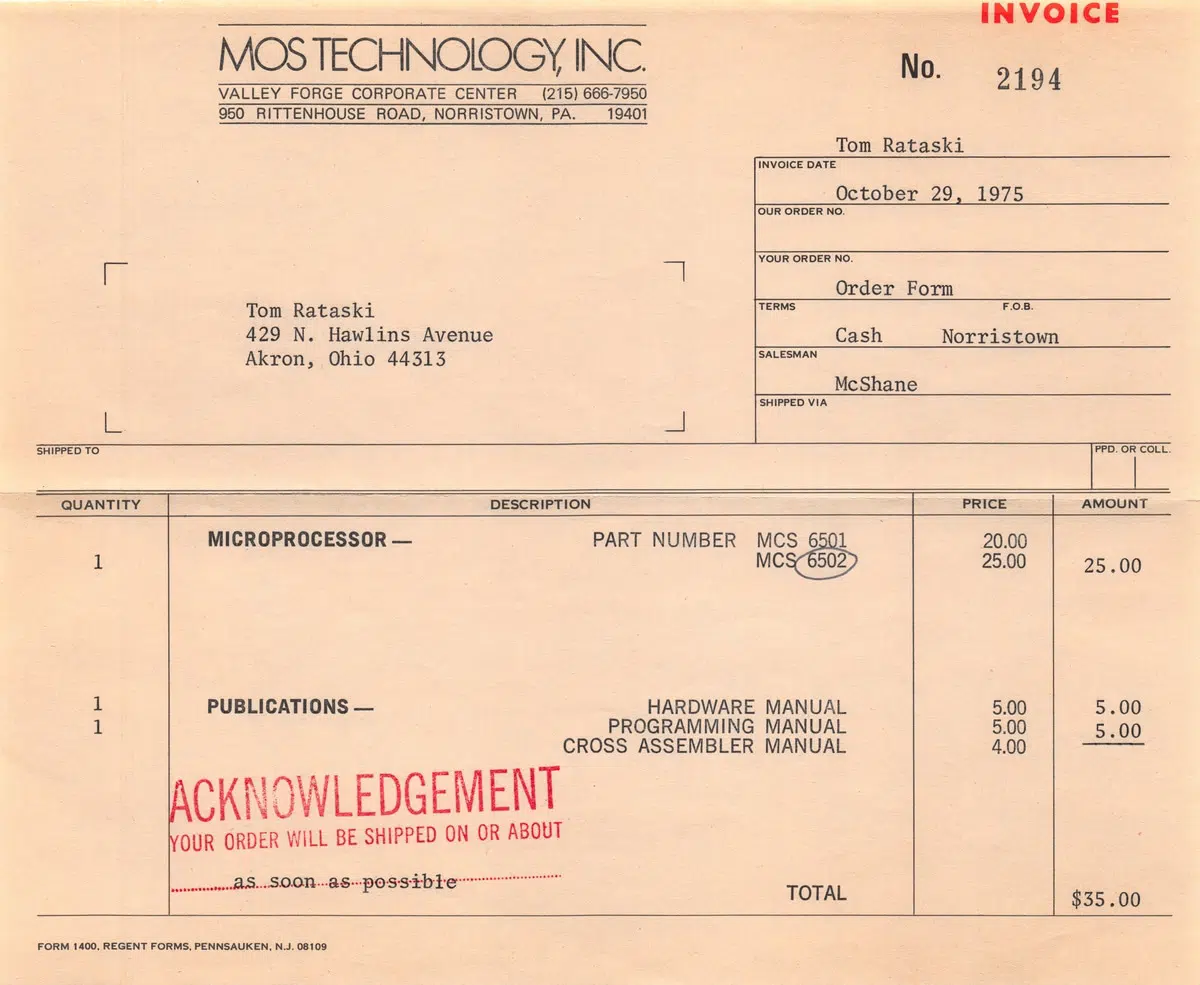 INVOICE
MOS TECHNOLOGY, INC.
VALLEY FORGE CORPORATE CENTER (215) 666-7950
950 RITTENHOUSE ROAD, NORRISTOWN, PA. 19401
No. 2194
Tom Rataski
INVOICE DATE
October 29, 1975
OUR ORDER NO.
YOUR ORDER NO.
Order Form
TERMS F.O.B.
Cash Norristown
SALESMAN
McShane
SHIPPED VIA
Tom Rataski
429 N. Hawlins Avenue
Akron, Ohio 44313
SHIPPED TO PPD. OR COLL.
QUANTITY DESCRIPTION PRICE AMOUNT
MICROPROCESSOR — PART NUMBER MCS 6501 20.00
1 MCS 6502 25.00 25.00
1 PUBLICATIONS — HARDWARE MANUAL 5.00 5.00
1 PROGRAMMING MANUAL 5.00 5.00
CROSS ASSEMBLER MANUAL 4.00
ACKNOWLEDGEMENT
YOUR ORDER WILL BE SHIPPED ON OR ABOUT
as soon as possible
TOTAL $35.00
FORM 1400, REGENT FORMS, PENNSAUKEN, N.J. 08109